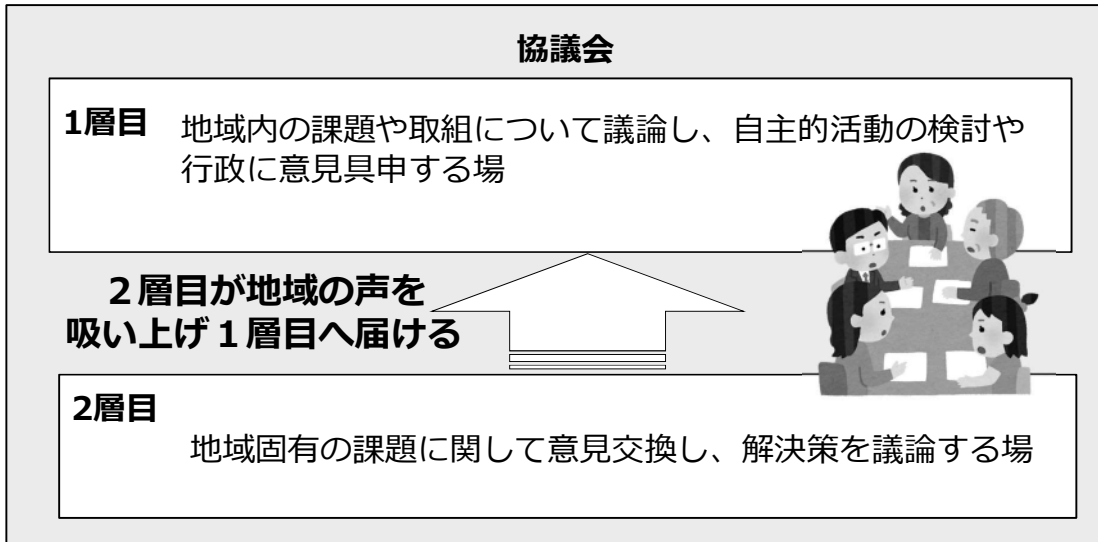 協議会
1層目
地域内の課題や取組について議論し、自主的活動の検討や
行政に意見具申する場
２層目が地域の声を
吸い上げ１層目へ届ける
2層目
地域固有の課題に関して意見交換し、解決策を議論する場